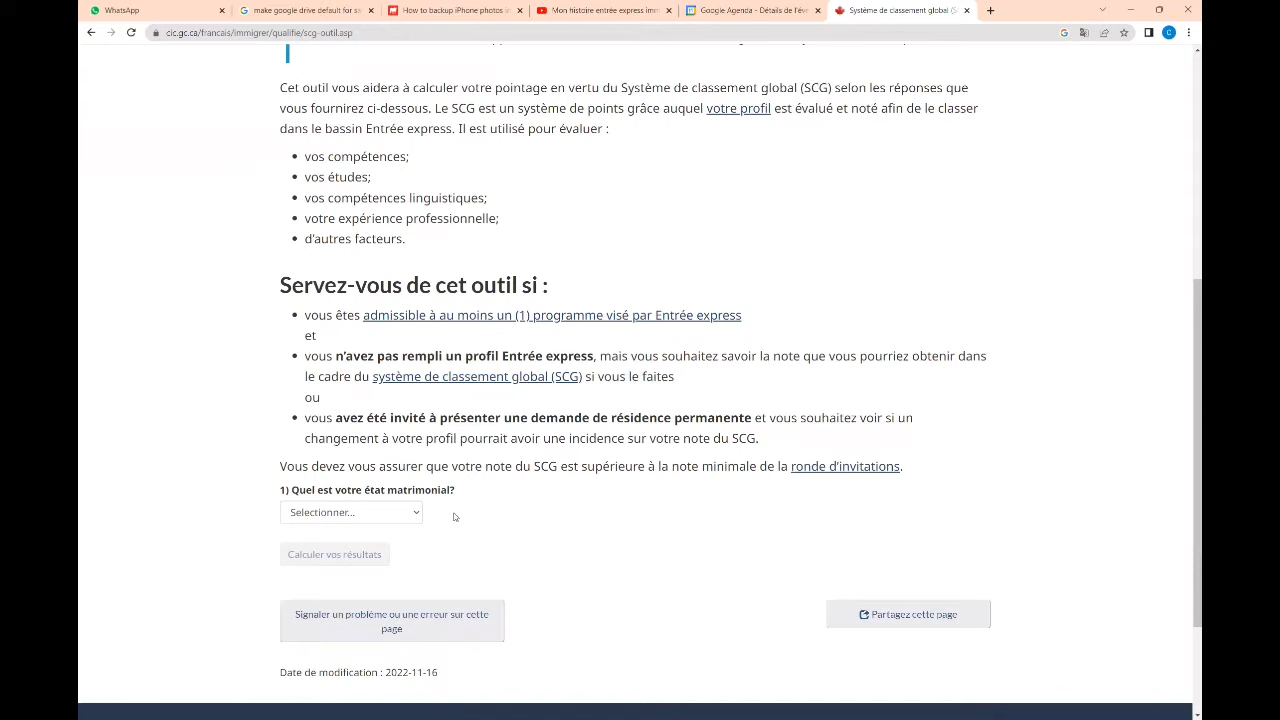 WhatsApp
make google drive default for sa
How to backup iPhone photos in
Mon histoire entrée express imm
Google Agenda - Détails de l'évé
Système de classement global (S
cic.gc.ca/francais/immigrer/qualifie/scg-outil.asp
C
Cet outil vous aidera à calculer votre pointage en vertu du Système de classement global (SCG) selon les réponses que
vous fournirez ci-dessous. Le SCG est un système de points grâce auquel votre profil est évalué et noté afin de le classer
dans le bassin Entrée express. Il est utilisé pour évaluer :
• vos compétences;
• vos études;
• vos compétences linguistiques;
• votre expérience professionnelle;
• d'autres facteurs.
Servez-vous de cet outil si :
• vous êtes admissible à au moins un (1) programme visé par Entrée express
et
• vous n'avez pas rempli un profil Entrée express, mais vous souhaitez savoir la note que vous pourriez obtenir dans
le cadre du système de classement global (SCG) si vous le faites
ou
• vous avez été invité à présenter une demande de résidence permanente et vous souhaitez voir si un
changement à votre profil pourrait avoir une incidence sur votre note du SCG.
Vous devez vous assurer que votre note du SCG est supérieure à la note minimale de la ronde d'invitations.
1) Quel est votre état matrimonial?
Selectionner...
Calculer vos résultats
Signaler un problème ou une erreur sur cette
page
Partagez cette page
Date de modification : 2022-11-16